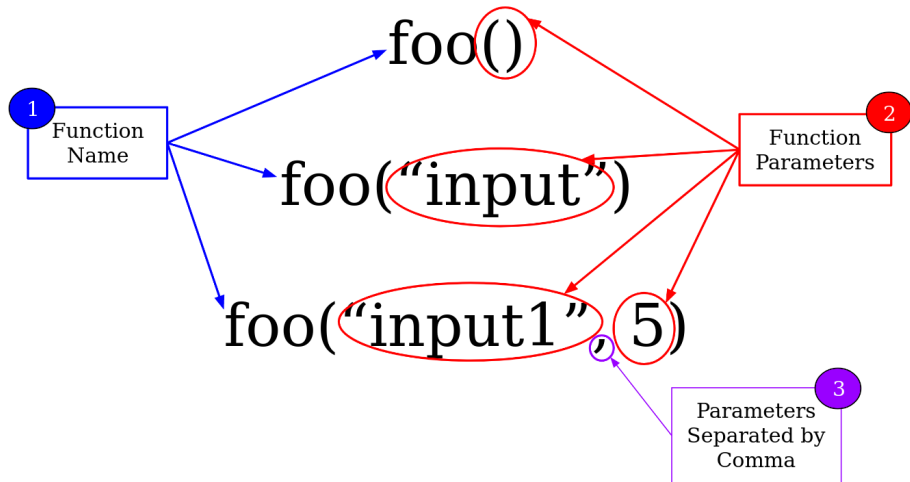 foo()
1
Function
Name
2
Function
Parameters
foo(“input”)
foo(“input1”, 5)
3
Parameters
Separated by
Comma